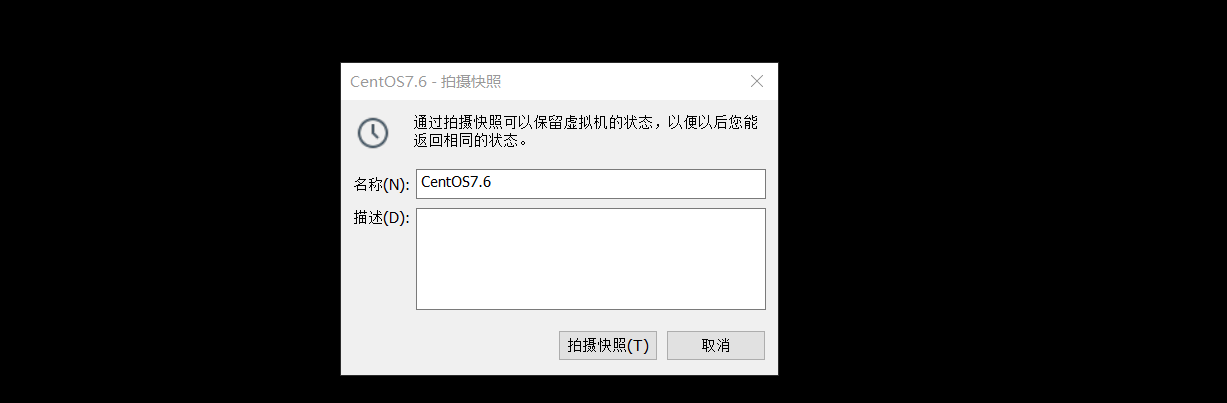 CentOS7.6 - 拍摄快照
通过拍摄快照可以保留虚拟机的状态，以便以后您能
返回相同的状态。
名称(N): CentOS7.6
描述(D):
拍摄快照(T) 取消